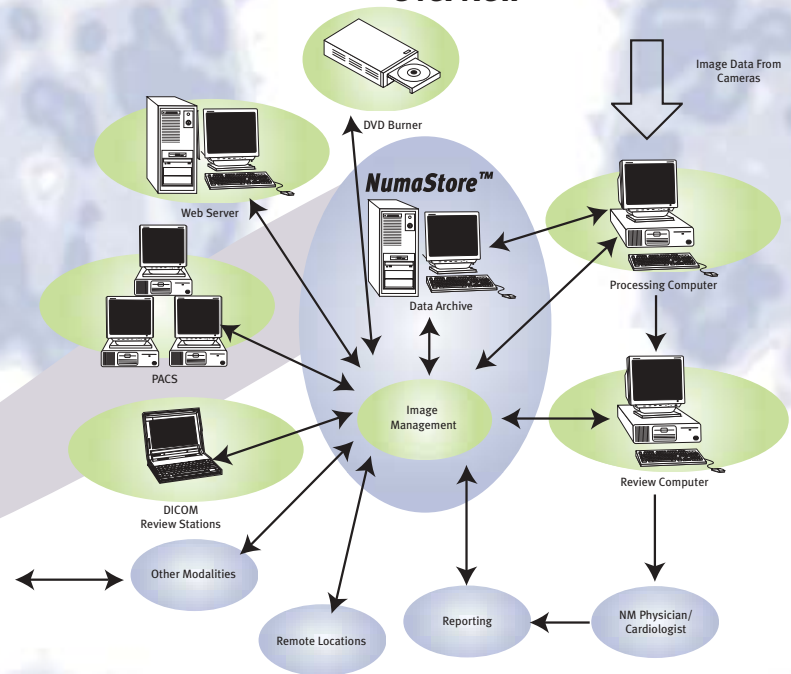 Image Data From
Cameras
DVD Burner
NumaStore™
Web Server
Data Archive
Processing Computer
PACS
Image
Management
Review Computer
DICOM
Review Stations
Other Modalities
Reporting
NM Physician/
Cardiologist
Remote Locations